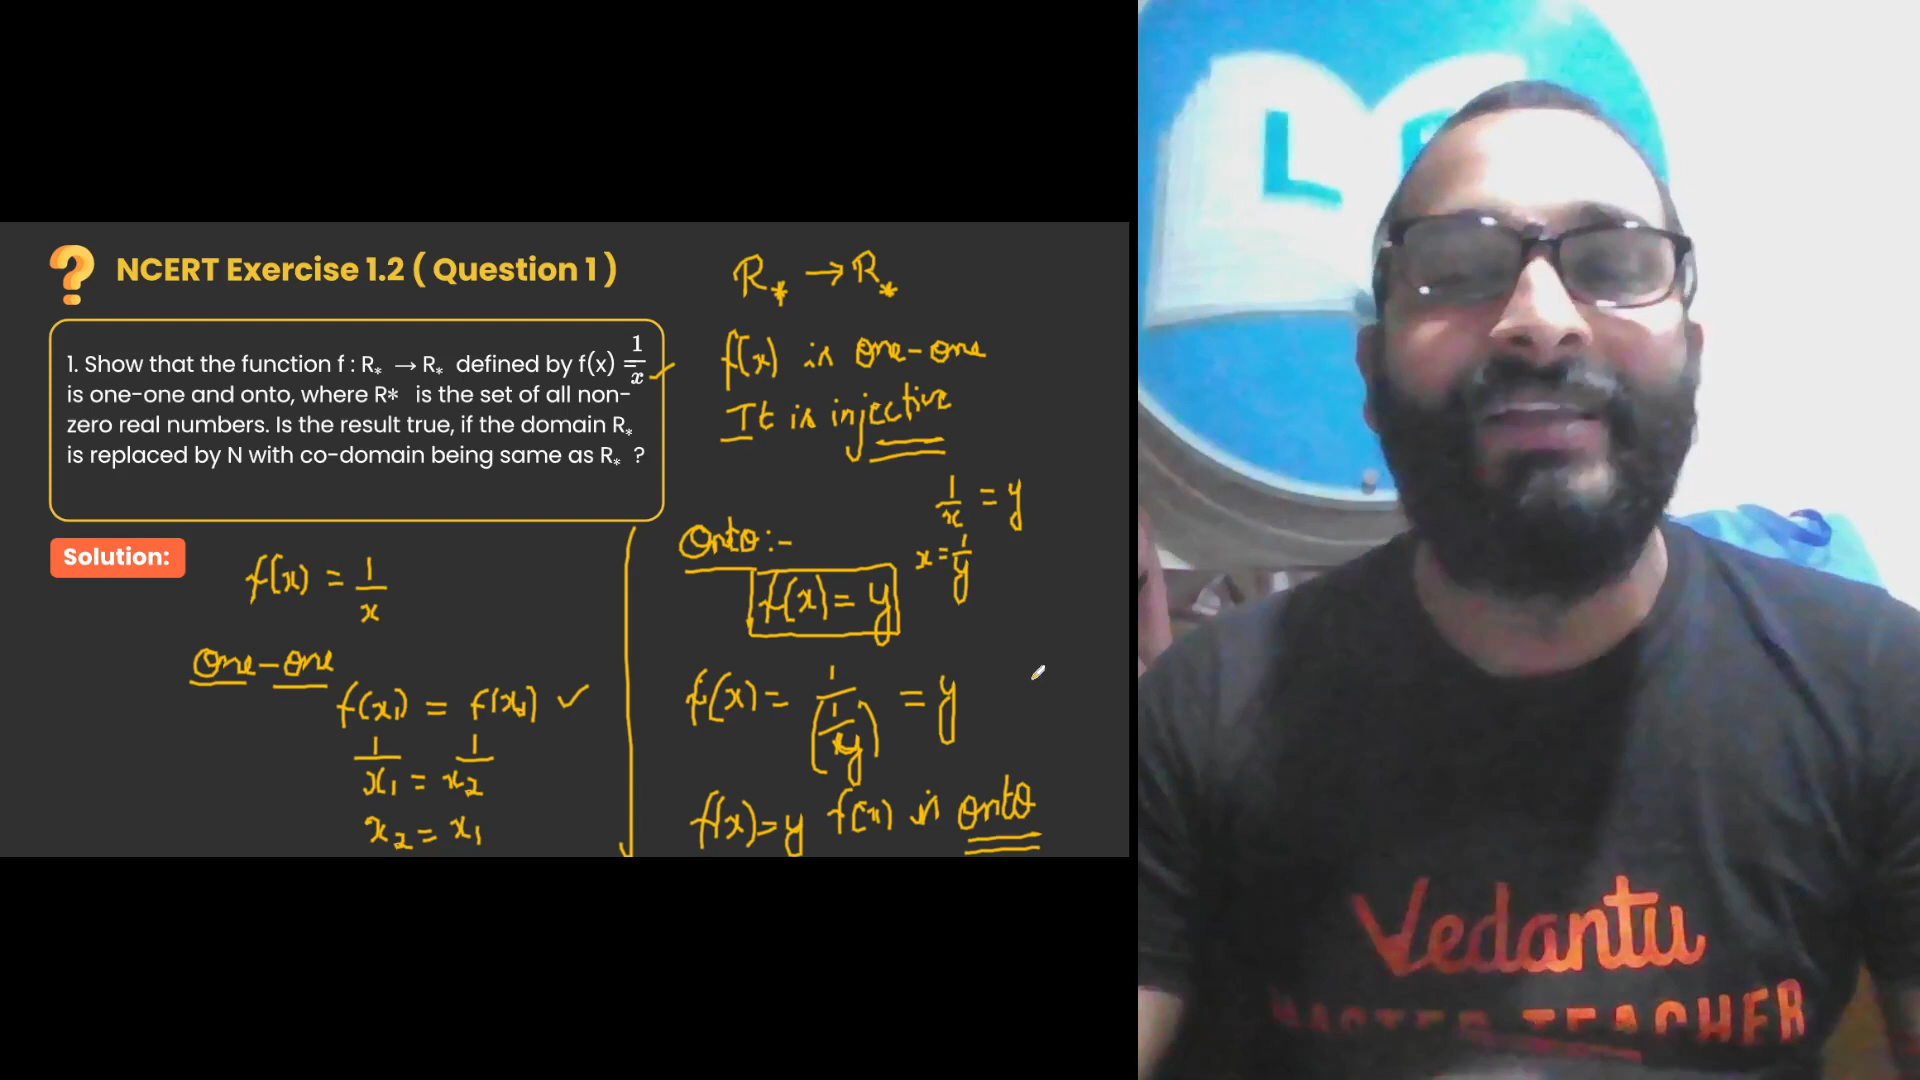 NCERT Exercise 1.2 ( Question 1 )
1. Show that the function f : R* → R* defined by f(x) = 1/x
is one-one and onto, where R* is the set of all non-
zero real numbers. Is the result true, if the domain R*
is replaced by N with co-domain being same as R* ?
Solution:
f(x) = 1/x
One-one
f(x₁) = f(x₂) ✓
1/x₁ = 1/x₂
x₂ = x₁
R* → R*
f(x) is one-one
It is injective
1/x = y
x = 1/y
Onto:-
f(x) = y
f(x) = 1/(1/y) = y
f(x) = y f(x) is onto
L
Vedantu
MASTER TEACHER